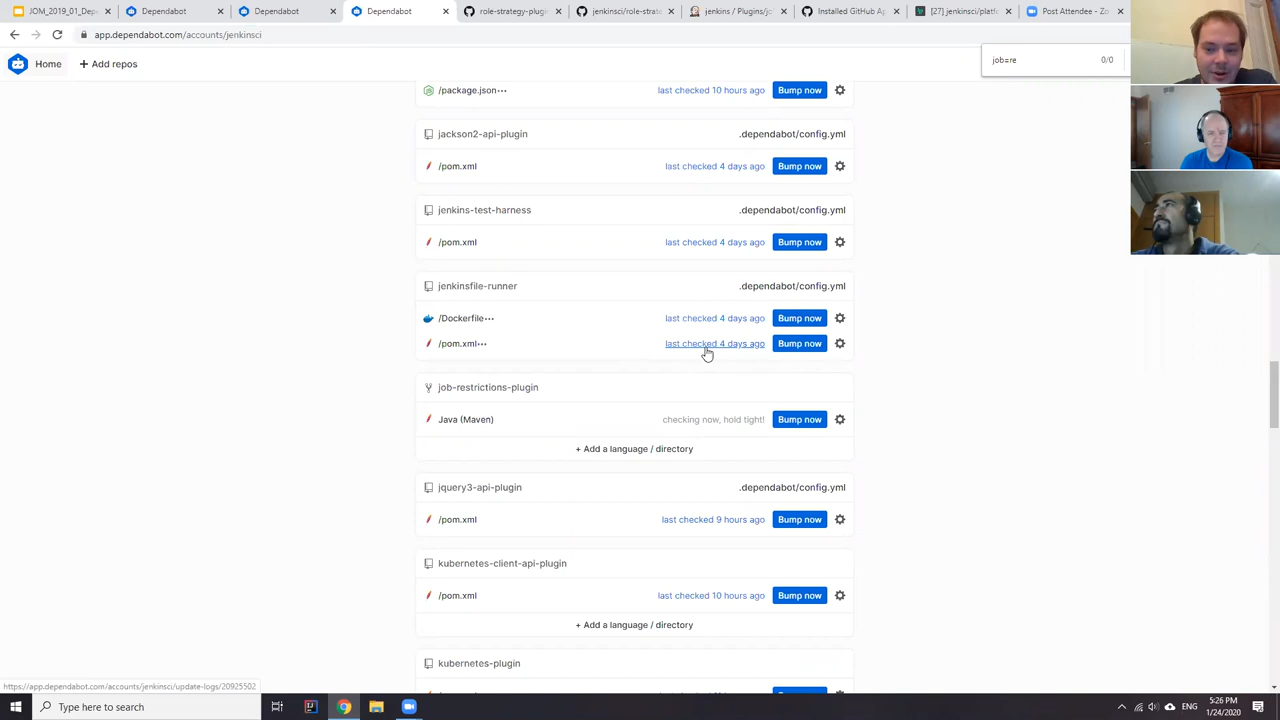 JOM_2019_01_Dep
Dependabot
Dependabot
Dependabot
role-strategy-plugin
jenkinsci/role-strate
jenkins / Plugins/jo
Installed GitHub Ap
[27] jenkinsci/platfo
Post Attendee - Zo
app.dependabot.com/accounts/jenkinsci
Home
Add repos
job=re
0/0
/package.json•••
last checked 10 hours ago
Bump now
jackson2-api-plugin
.dependabot/config.yml
/pom.xml
last checked 4 days ago
Bump now
jenkins-test-harness
.dependabot/config.yml
/pom.xml
last checked 4 days ago
Bump now
jenkinsfile-runner
.dependabot/config.yml
/Dockerfile•••
last checked 4 days ago
Bump now
/pom.xml•••
last checked 4 days ago
Bump now
job-restrictions-plugin
Java (Maven)
checking now, hold tight!
Bump now
+ Add a language / directory
jquery3-api-plugin
.dependabot/config.yml
/pom.xml
last checked 9 hours ago
Bump now
kubernetes-client-api-plugin
/pom.xml
last checked 10 hours ago
Bump now
+ Add a language / directory
kubernetes-plugin
https://app.dependabot.com/accounts/jenkinsci/update-logs/20925502
Type here to search
ENG
5:26 PM
1/24/2020